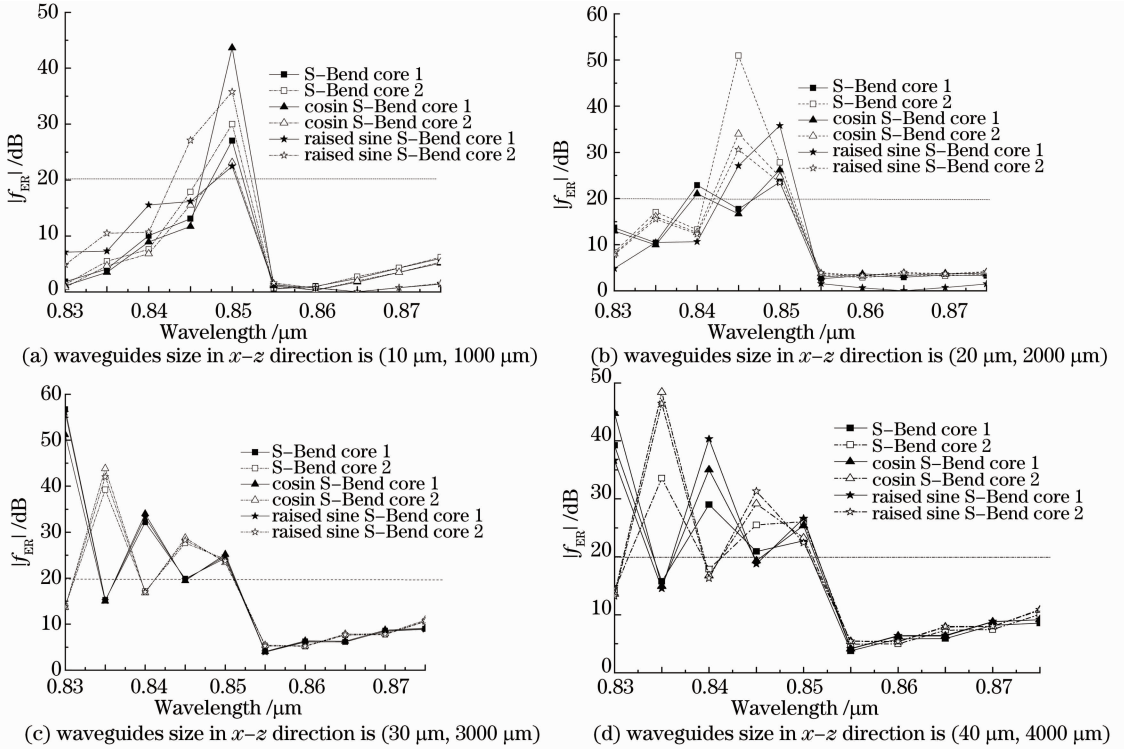 50
40
30
20
10
0
|fER| /dB
S-Bend core 1
S-Bend core 2
cosin S-Bend core 1
cosin S-Bend core 2
raised sine S-Bend core 1
raised sine S-Bend core 2
0.83 0.84 0.85 0.86 0.87
Wavelength /μm
(a) waveguides size in x-z direction is (10 μm, 1000 μm)
60
50
40
30
20
10
0
|fER| /dB
S-Bend core 1
S-Bend core 2
cosin S-Bend core 1
cosin S-Bend core 2
raised sine S-Bend core 1
raised sine S-Bend core 2
0.83 0.84 0.85 0.86 0.87
Wavelength /μm
(b) waveguides size in x-z direction is (20 μm, 2000 μm)
60
50
40
30
20
10
0
|fER| /dB
S-Bend core 1
S-Bend core 2
cosin S-Bend core 1
cosin S-Bend core 2
raised sine S-Bend core 1
raised sine S-Bend core 2
0.83 0.84 0.85 0.86 0.87
Wavelength /μm
(c) waveguides size in x-z direction is (30 μm, 3000 μm)
50
40
30
20
10
0
|fER| /dB
S-Bend core 1
S-Bend core 2
cosin S-Bend core 1
cosin S-Bend core 2
raised sine S-Bend core 1
raised sine S-Bend core 2
0.83 0.84 0.85 0.86 0.87
Wavelength /μm
(d) waveguides size in x-z direction is (40 μm, 4000 μm)